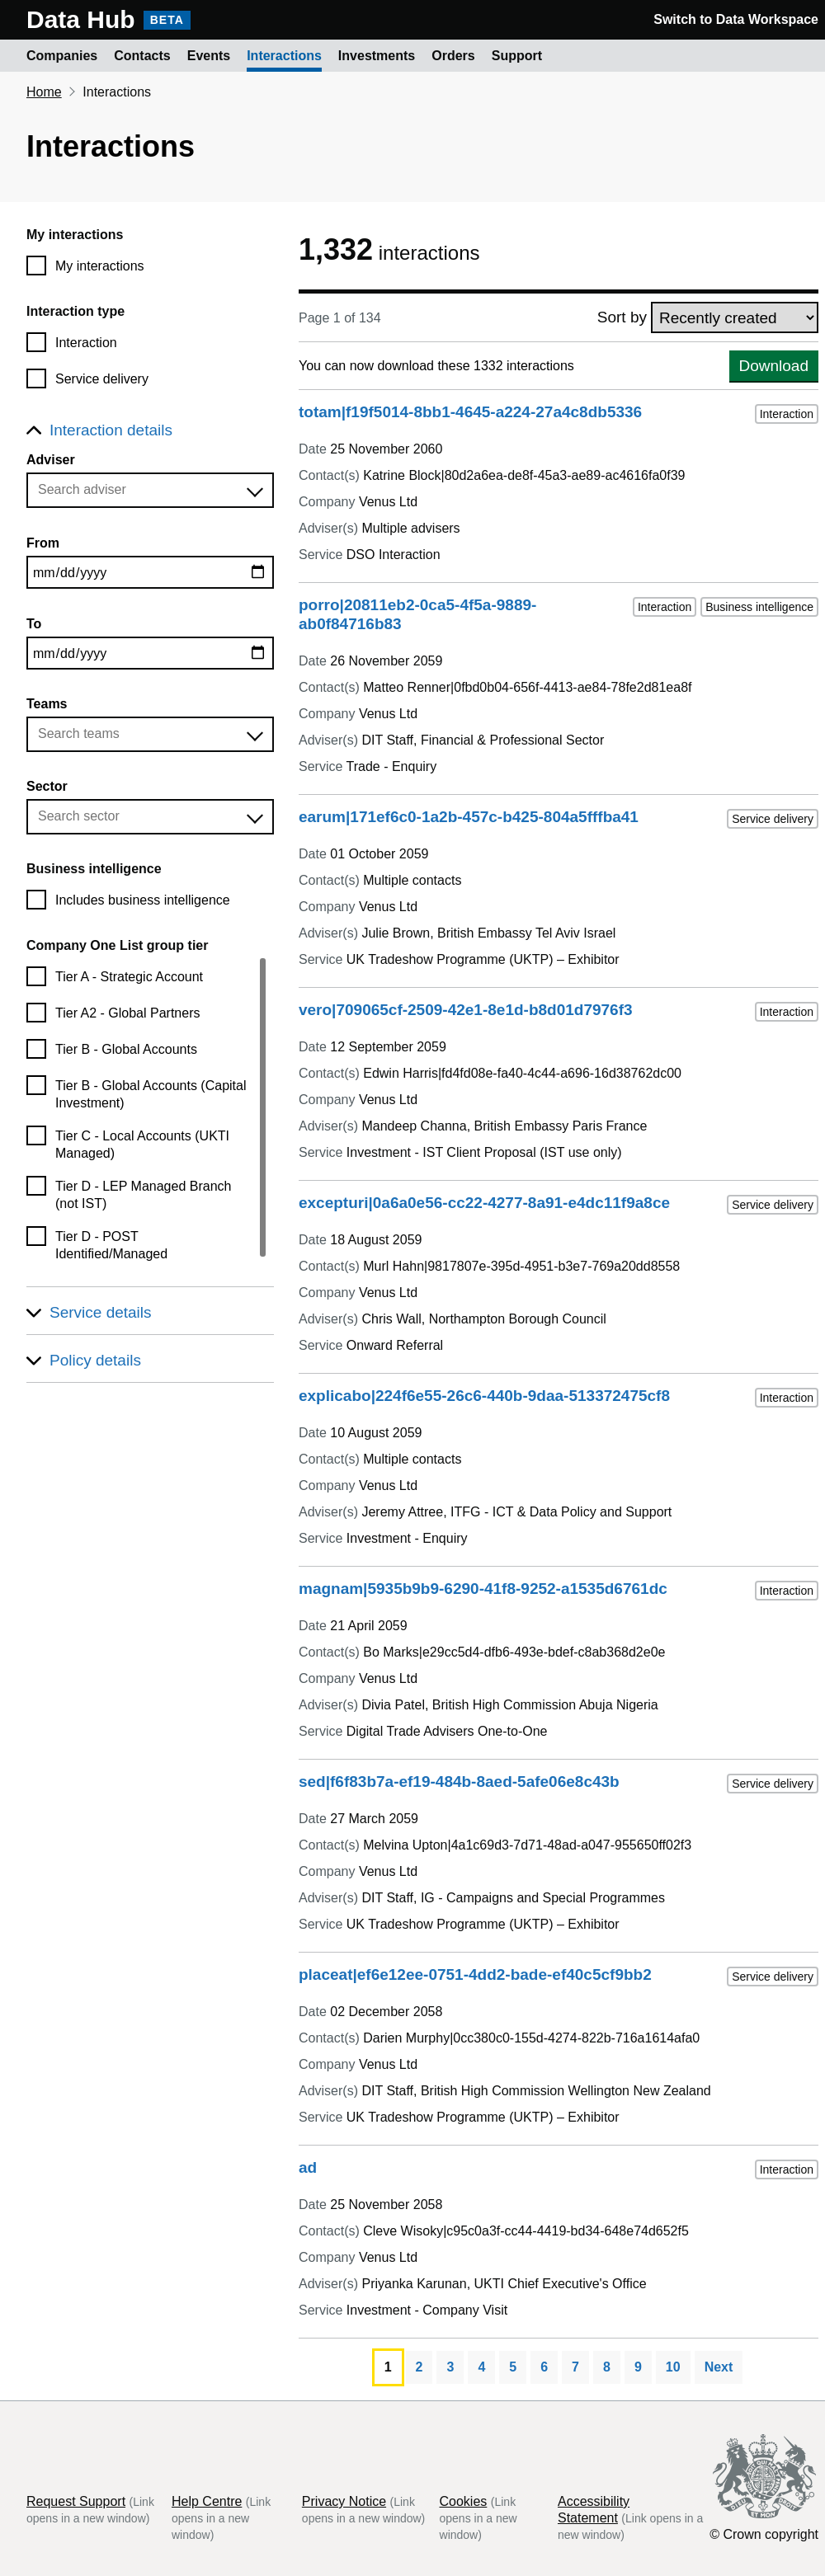 Data Hub BETA
Switch to Data Workspace
Companies Contacts Events Interactions Investments Orders Support
Home Interactions
Interactions
My interactions
My interactions
Interaction type
Interaction
Service delivery
Interaction details
Adviser
Search adviser
From
mm/dd/yyyy
To
mm/dd/yyyy
Teams
Search teams
Sector
Search sector
Business intelligence
Includes business intelligence
Company One List group tier
Tier A - Strategic Account
Tier A2 - Global Partners
Tier B - Global Accounts
Tier B - Global Accounts (Capital
Investment)
Tier C - Local Accounts (UKTI
Managed)
Tier D - LEP Managed Branch
(not IST)
Tier D - POST
Identified/Managed
Service details
Policy details
1,332 interactions
Page 1 of 134
Sort by Recently created
You can now download these 1332 interactions
Download
totam|f19f5014-8bb1-4645-a224-27a4c8db5336
Interaction
Date 25 November 2060
Contact(s) Katrine Block|80d2a6ea-de8f-45a3-ae89-ac4616fa0f39
Company Venus Ltd
Adviser(s) Multiple advisers
Service DSO Interaction
porro|20811eb2-0ca5-4f5a-9889-
ab0f84716b83
Interaction Business intelligence
Date 26 November 2059
Contact(s) Matteo Renner|0fbd0b04-656f-4413-ae84-78fe2d81ea8f
Company Venus Ltd
Adviser(s) DIT Staff, Financial & Professional Sector
Service Trade - Enquiry
earum|171ef6c0-1a2b-457c-b425-804a5fffba41
Service delivery
Date 01 October 2059
Contact(s) Multiple contacts
Company Venus Ltd
Adviser(s) Julie Brown, British Embassy Tel Aviv Israel
Service UK Tradeshow Programme (UKTP) – Exhibitor
vero|709065cf-2509-42e1-8e1d-b8d01d7976f3
Interaction
Date 12 September 2059
Contact(s) Edwin Harris|fd4fd08e-fa40-4c44-a696-16d38762dc00
Company Venus Ltd
Adviser(s) Mandeep Channa, British Embassy Paris France
Service Investment - IST Client Proposal (IST use only)
excepturi|0a6a0e56-cc22-4277-8a91-e4dc11f9a8ce
Service delivery
Date 18 August 2059
Contact(s) Murl Hahn|9817807e-395d-4951-b3e7-769a20dd8558
Company Venus Ltd
Adviser(s) Chris Wall, Northampton Borough Council
Service Onward Referral
explicabo|224f6e55-26c6-440b-9daa-513372475cf8
Interaction
Date 10 August 2059
Contact(s) Multiple contacts
Company Venus Ltd
Adviser(s) Jeremy Attree, ITFG - ICT & Data Policy and Support
Service Investment - Enquiry
magnam|5935b9b9-6290-41f8-9252-a1535d6761dc
Interaction
Date 21 April 2059
Contact(s) Bo Marks|e29cc5d4-dfb6-493e-bdef-c8ab368d2e0e
Company Venus Ltd
Adviser(s) Divia Patel, British High Commission Abuja Nigeria
Service Digital Trade Advisers One-to-One
sed|f6f83b7a-ef19-484b-8aed-5afe06e8c43b
Service delivery
Date 27 March 2059
Contact(s) Melvina Upton|4a1c69d3-7d71-48ad-a047-955650ff02f3
Company Venus Ltd
Adviser(s) DIT Staff, IG - Campaigns and Special Programmes
Service UK Tradeshow Programme (UKTP) – Exhibitor
placeat|ef6e12ee-0751-4dd2-bade-ef40c5cf9bb2
Service delivery
Date 02 December 2058
Contact(s) Darien Murphy|0cc380c0-155d-4274-822b-716a1614afa0
Company Venus Ltd
Adviser(s) DIT Staff, British High Commission Wellington New Zealand
Service UK Tradeshow Programme (UKTP) – Exhibitor
ad
Interaction
Date 25 November 2058
Contact(s) Cleve Wisoky|c95c0a3f-cc44-4419-bd34-648e74d652f5
Company Venus Ltd
Adviser(s) Priyanka Karunan, UKTI Chief Executive's Office
Service Investment - Company Visit
1 2 3 4 5 6 7 8 9 10 Next
Request Support (Link
opens in a new window)
Help Centre (Link
opens in a new
window)
Privacy Notice (Link
opens in a new window)
Cookies (Link
opens in a new
window)
Accessibility
Statement (Link opens in a
new window)
© Crown copyright